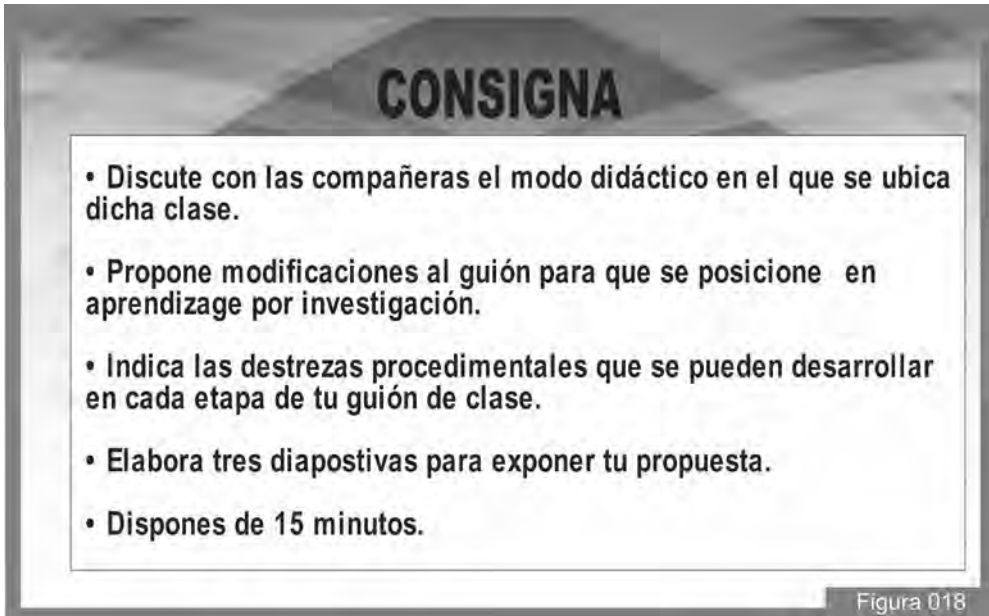 CONSIGNA
• Discute con las compañeras el modo didáctico en el que se ubica
dicha clase.
• Propone modificaciones al guión para que se posicione en
aprendizage por investigación.
• Indica las destrezas procedimentales que se pueden desarrollar
en cada etapa de tu guión de clase.
• Elabora tres diapostivas para exponer tu propuesta.
• Dispones de 15 minutos.
Figura 018